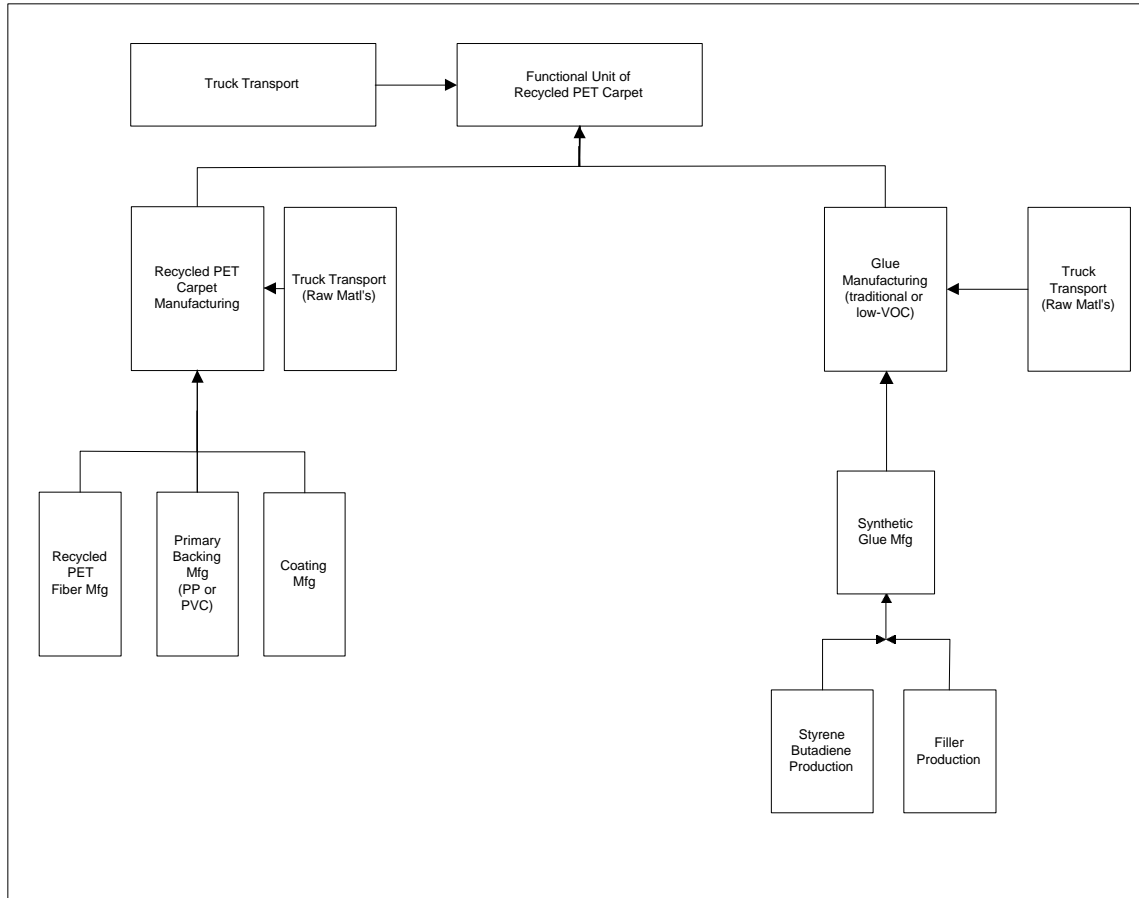 Truck Transport
Functional Unit of
Recycled PET Carpet
Recycled PET
Carpet
Manufacturing
Truck Transport
(Raw Matl's)
Glue
Manufacturing
(traditional or
low-VOC)
Truck
Transport
(Raw Matl's)
Recycled
PET
Fiber Mfg
Primary
Backing
Mfg
(PP or
PVC)
Coating
Mfg
Synthetic
Glue Mfg
Styrene
Butadiene
Production
Filler
Production